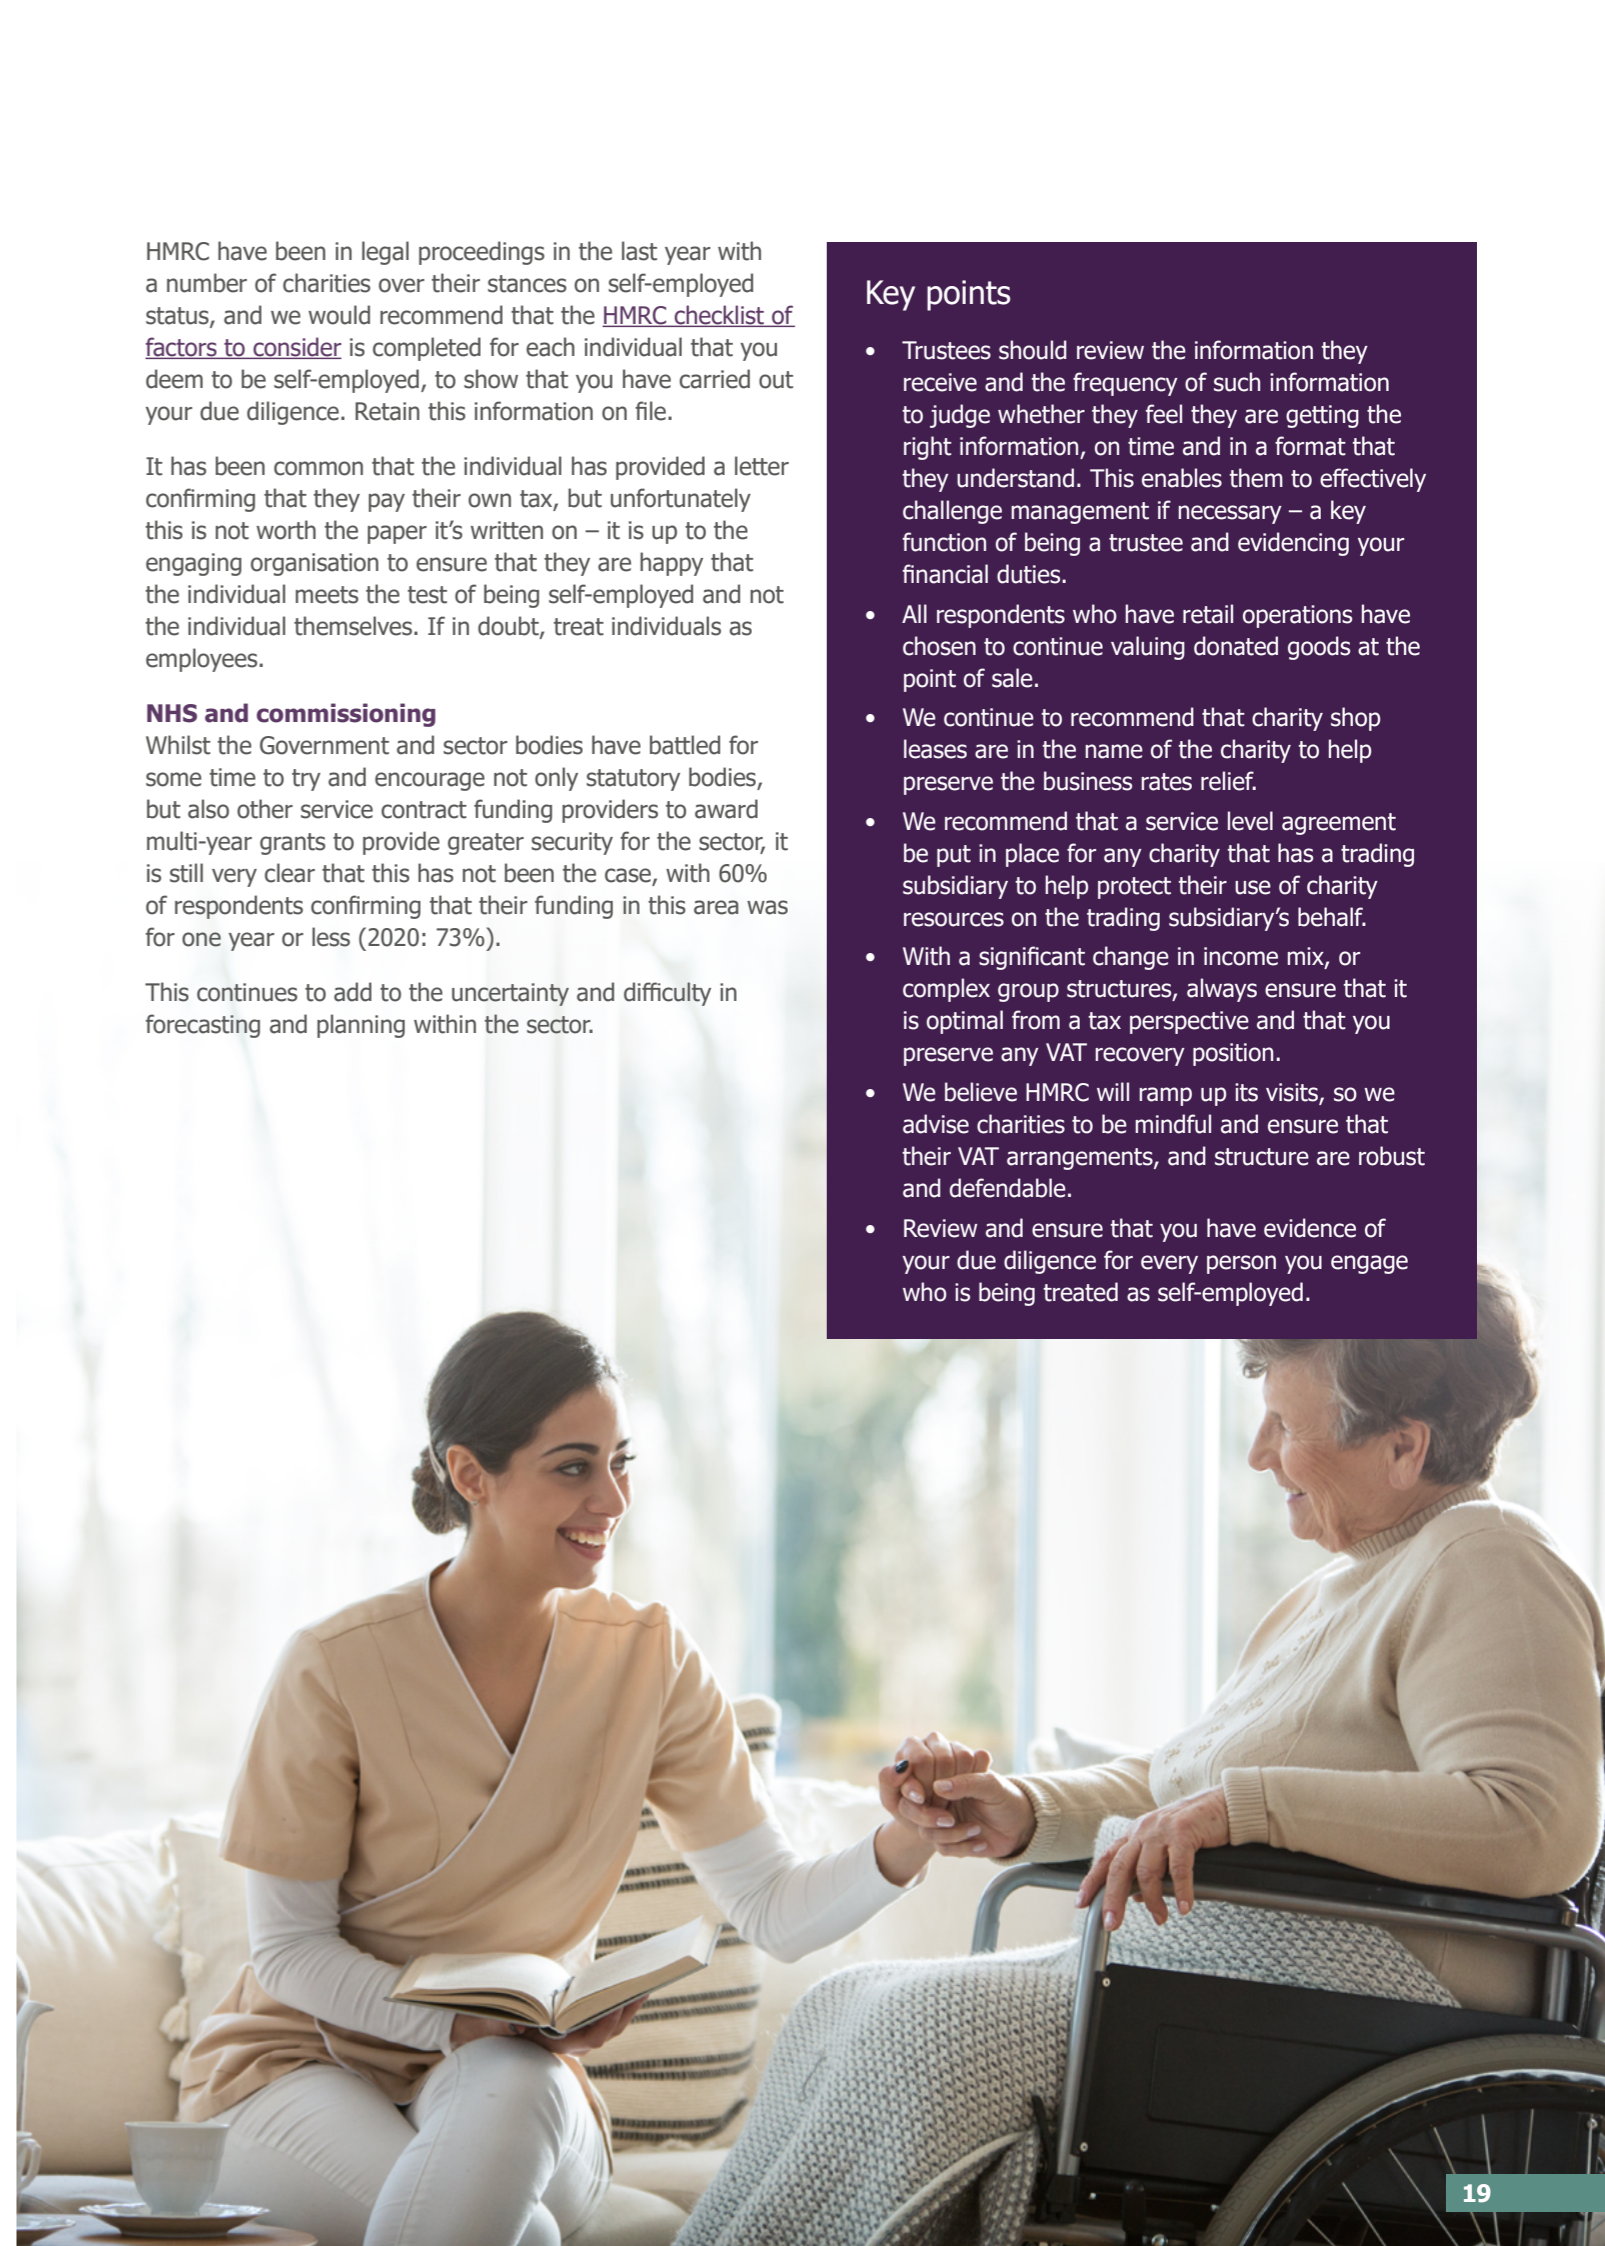 HMRC have been in legal proceedings in the last year with
a number of charities over their stances on self-employed
status, and we would recommend that the HMRC checklist of
factors to consider is completed for each individual that you
deem to be self-employed, to show that you have carried out
your due diligence. Retain this information on file.
It has been common that the individual has provided a letter
confirming that they pay their own tax, but unfortunately
this is not worth the paper it’s written on – it is up to the
engaging organisation to ensure that they are happy that
the individual meets the test of being self-employed and not
the individual themselves. If in doubt, treat individuals as
employees.
NHS and commissioning
Whilst the Government and sector bodies have battled for
some time to try and encourage not only statutory bodies,
but also other service contract funding providers to award
multi-year grants to provide greater security for the sector, it
is still very clear that this has not been the case, with 60%
of respondents confirming that their funding in this area was
for one year or less (2020: 73%).
This continues to add to the uncertainty and difficulty in
forecasting and planning within the sector.
Key points
• Trustees should review the information they
receive and the frequency of such information
to judge whether they feel they are getting the
right information, on time and in a format that
they understand. This enables them to effectively
challenge management if necessary – a key
function of being a trustee and evidencing your
financial duties.
• All respondents who have retail operations have
chosen to continue valuing donated goods at the
point of sale.
• We continue to recommend that charity shop
leases are in the name of the charity to help
preserve the business rates relief.
• We recommend that a service level agreement
be put in place for any charity that has a trading
subsidiary to help protect their use of charity
resources on the trading subsidiary’s behalf.
• With a significant change in income mix, or
complex group structures, always ensure that it
is optimal from a tax perspective and that you
preserve any VAT recovery position.
• We believe HMRC will ramp up its visits, so we
advise charities to be mindful and ensure that
their VAT arrangements, and structure are robust
and defendable.
• Review and ensure that you have evidence of
your due diligence for every person you engage
who is being treated as self-employed.
19